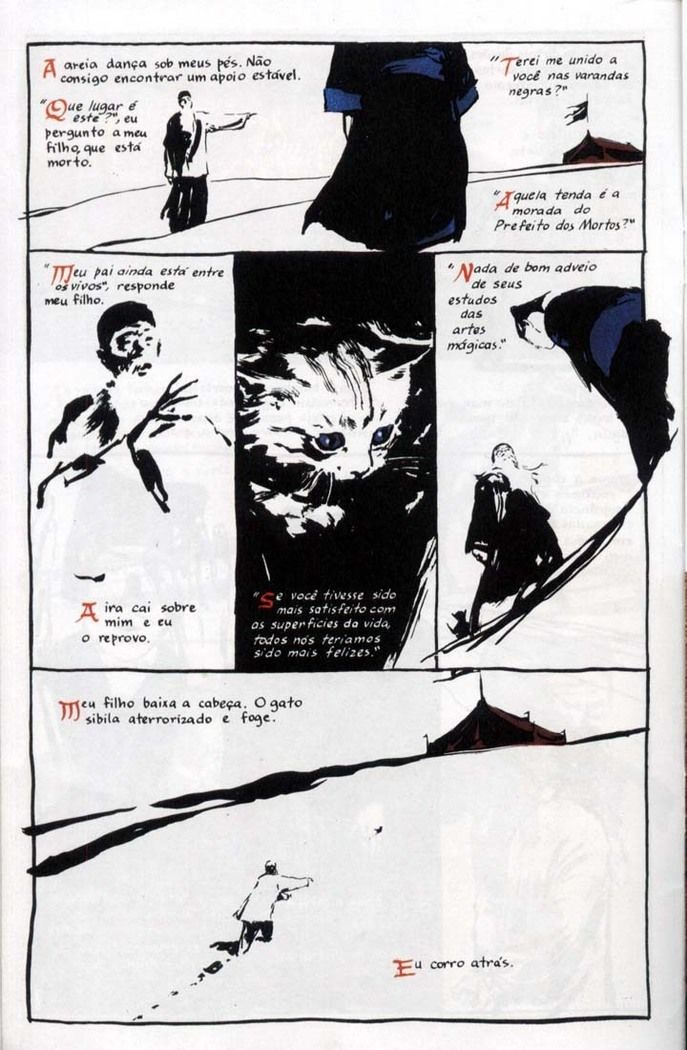 A areia dança sob meus pés. Não
consigo encontrar um apoio estável.
"Que lugar é
este?", eu
pergunto a meu
filho, que está
morto.
"Terei me unido a
você nas varandas
negras?"
"Aquela tenda é a
morada do
Prefeito dos Mortos?"
"Meu pai ainda está entre
os vivos", responde
meu filho.
A ira cai sobre
mim e eu
o reprovo.
"Se você tivesse sido
mais satisfeito com
as superfícies da vida,
todos nós teríamos
sido mais felizes."
"Nada de bom adveio
de seus
estudos
das
artes
mágicas."
Meu filho baixa a cabeça. O gato
sibila aterrorizado e foge.
Eu corro atrás.